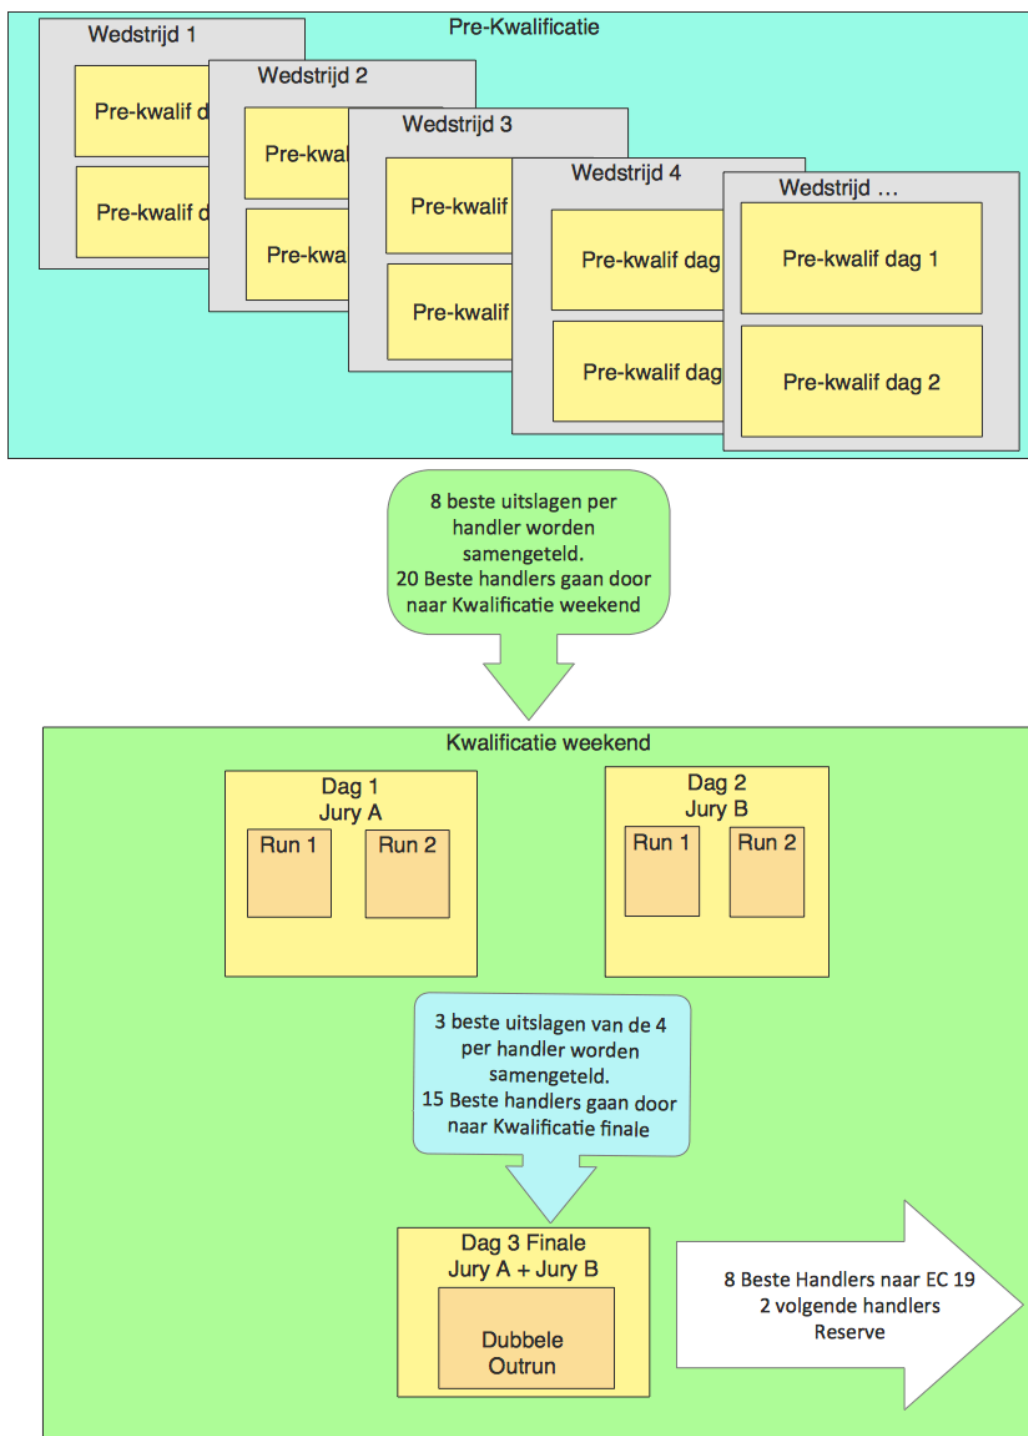 Pre-Kwalificatie
Wedstrijd 1
Pre-kwalif d
Pre-kwalif d
Wedstrijd 2
Pre-kwal
Pre-kwa
Wedstrijd 3
Pre-kwalif
Pre-kwalif
Wedstrijd 4
Pre-kwalif dag
Pre-kwalif dag
Wedstrijd ...
Pre-kwalif dag 1
Pre-kwalif dag 2
8 beste uitslagen per
handler worden
samengeteld.
20 Beste handlers gaan door
naar Kwalificatie weekend
Kwalificatie weekend
Dag 1
Jury A
Run 1
Run 2
Dag 2
Jury B
Run 1
Run 2
3 beste uitslagen van de 4
per handler worden
samengeteld.
15 Beste handlers gaan door
naar Kwalificatie finale
Dag 3 Finale
Jury A + Jury B
Dubbele
Outrun
8 Beste Handlers naar EC 19
2 volgende handlers
Reserve